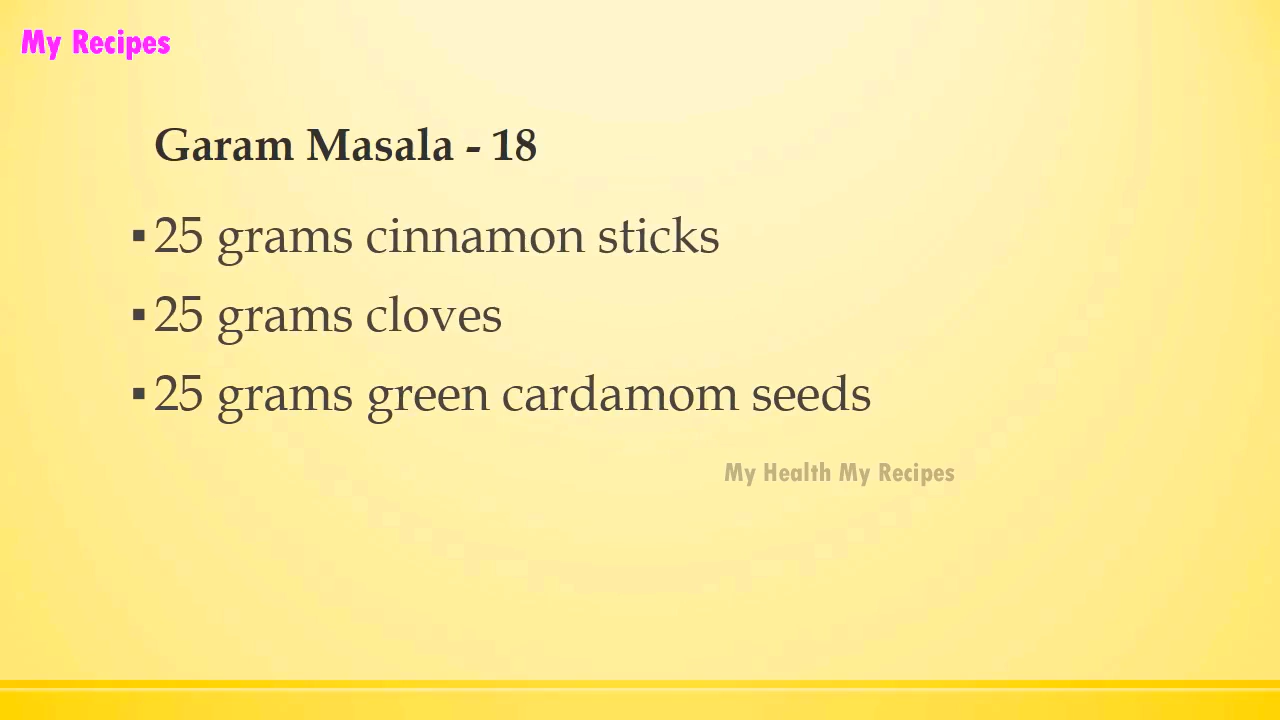 My Recipes
Garam Masala - 18
▪ 25 grams cinnamon sticks
▪ 25 grams cloves
▪ 25 grams green cardamom seeds
My Health My Recipes